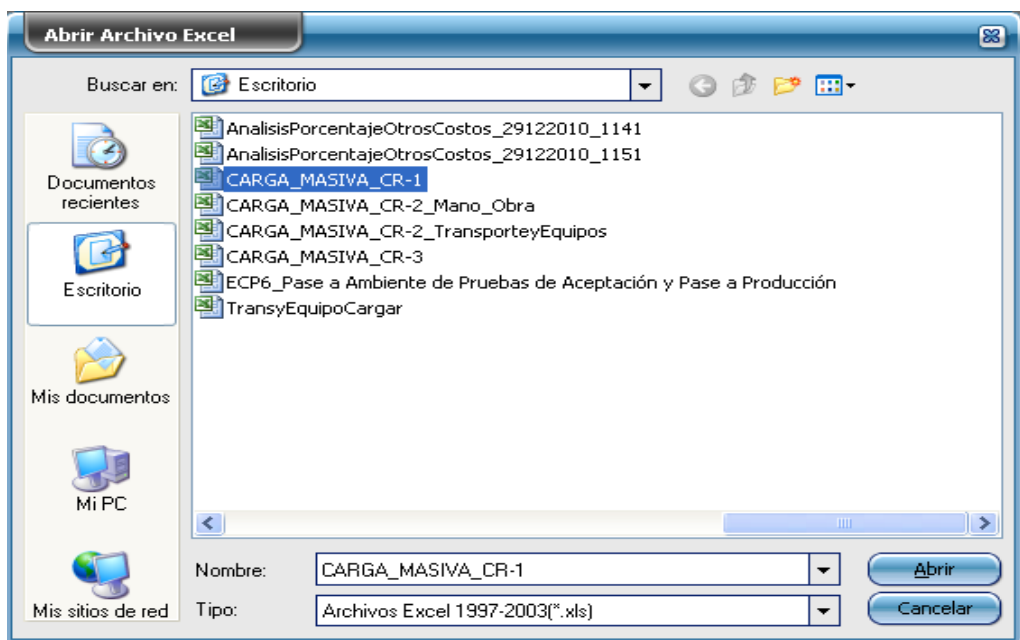 Abrir Archivo Excel
Buscar en: Escritorio
Documentos
recientes
Escritorio
Mis documentos
Mi PC
Mis sitios de red
AnalisisPorcentajeOtrosCostos_29122010_1141
AnalisisPorcentajeOtrosCostos_29122010_1151
CARGA_MASIVA_CR-1
CARGA_MASIVA_CR-2_Mano_Obra
CARGA_MASIVA_CR-2_TransporteyEquipos
CARGA_MASIVA_CR-3
ECP6_Pase a Ambiente de Pruebas de Aceptación y Pase a Producción
TransyEquipoCargar
Nombre: CARGA_MASIVA_CR-1 Abrir
Tipo: Archivos Excel 1997-2003(*.xls) Cancelar